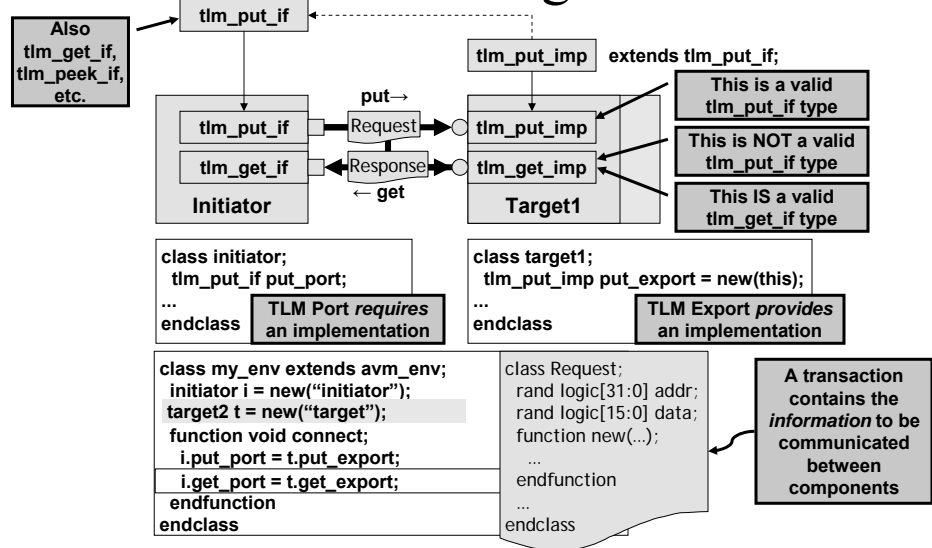 tlm_put_if
Also
tlm_get_if,
tlm_peek_if,
etc.
tlm_put_imp
extends tlm_put_if;
This is a valid
tlm_put_if type
put→
tlm_put_if
Request
tlm_put_imp
This is NOT a valid
tlm_put_if type
tlm_get_if
Response
tlm_get_imp
← get
This IS a valid
tlm_get_if type
Initiator
Target1
class initiator;
tlm_put_if put_port;
...
endclass
TLM Port requires
an implementation
class target1;
tlm_put_imp put_export = new(this);
...
endclass
TLM Export provides
an implementation
class my_env extends avm_env;
initiator i = new(“initiator”);
target2 t = new(“target”);
function void connect;
i.put_port = t.put_export;
i.get_port = t.get_export;
endfunction
endclass
class Request;
rand logic[31:0] addr;
rand logic[15:0] data;
function new(...);
...
endfunction
...
endclass
A transaction
contains the
information to be
communicated
between
components